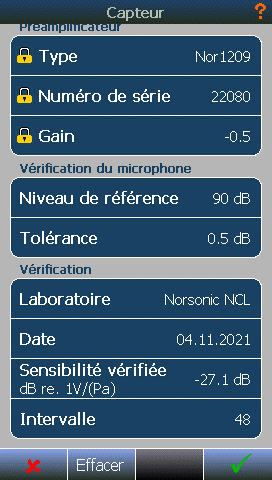 Capteur ?
Préamplificateur
Type Nor1209
Numéro de série 22080
Gain -0.5
Vérification du microphone
Niveau de référence 90 dB
Tolérance 0.5 dB
Vérification
Laboratoire Norsonic NCL
Date 04.11.2021
Sensibilité vérifiée -27.1 dB
dB re. 1V/(Pa)
Intervalle 48
Effacer